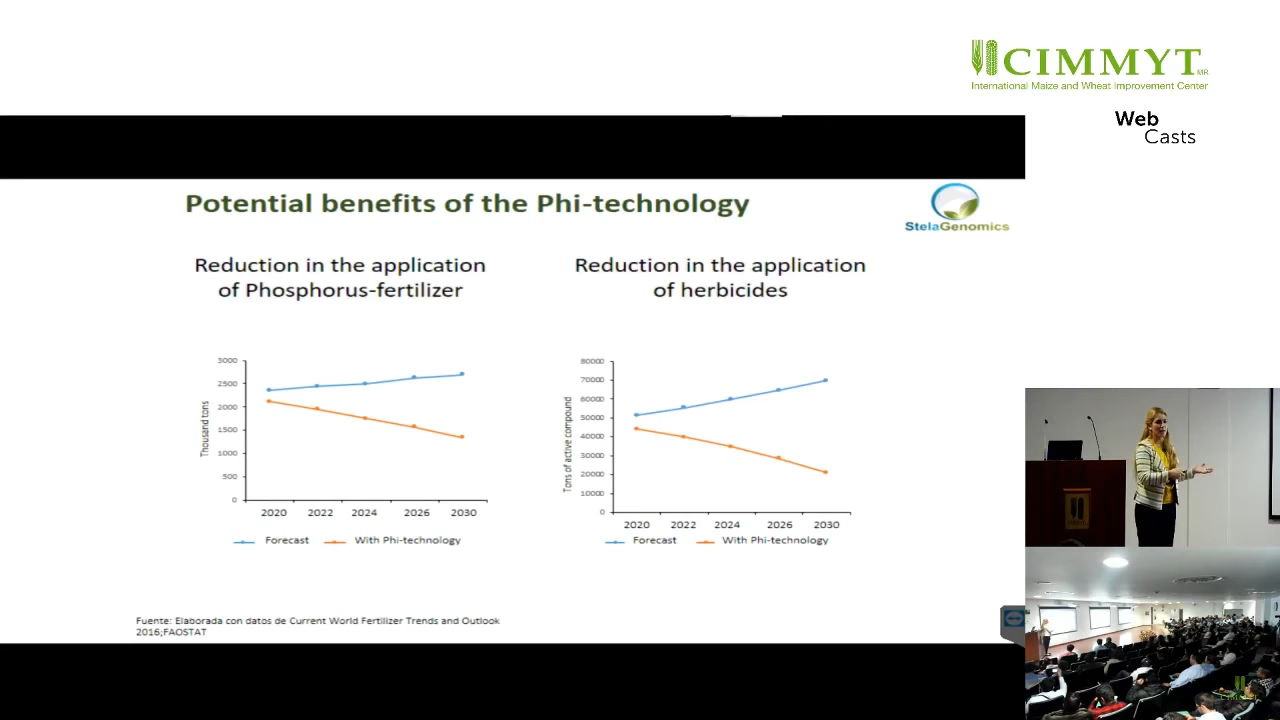 CIMMYT MR
International Maize and Wheat Improvement Center
Web
Casts
Potential benefits of the Phi-technology
StelaGenomics
Reduction in the application
of Phosphorus-fertilizer
3000
2500
2000
1500
1000
500
0
Thousand tons
2020 2022 2024 2026 2030
Forecast With Phi-technology
Reduction in the application
of herbicides
80000
70000
60000
50000
40000
30000
20000
10000
0
Tons of active compound
2020 2022 2024 2026 2030
Forecast With Phi-technology
Fuente: Elaborada con datos de Current World Fertilizer Trends and Outlook
2016;FAOSTAT